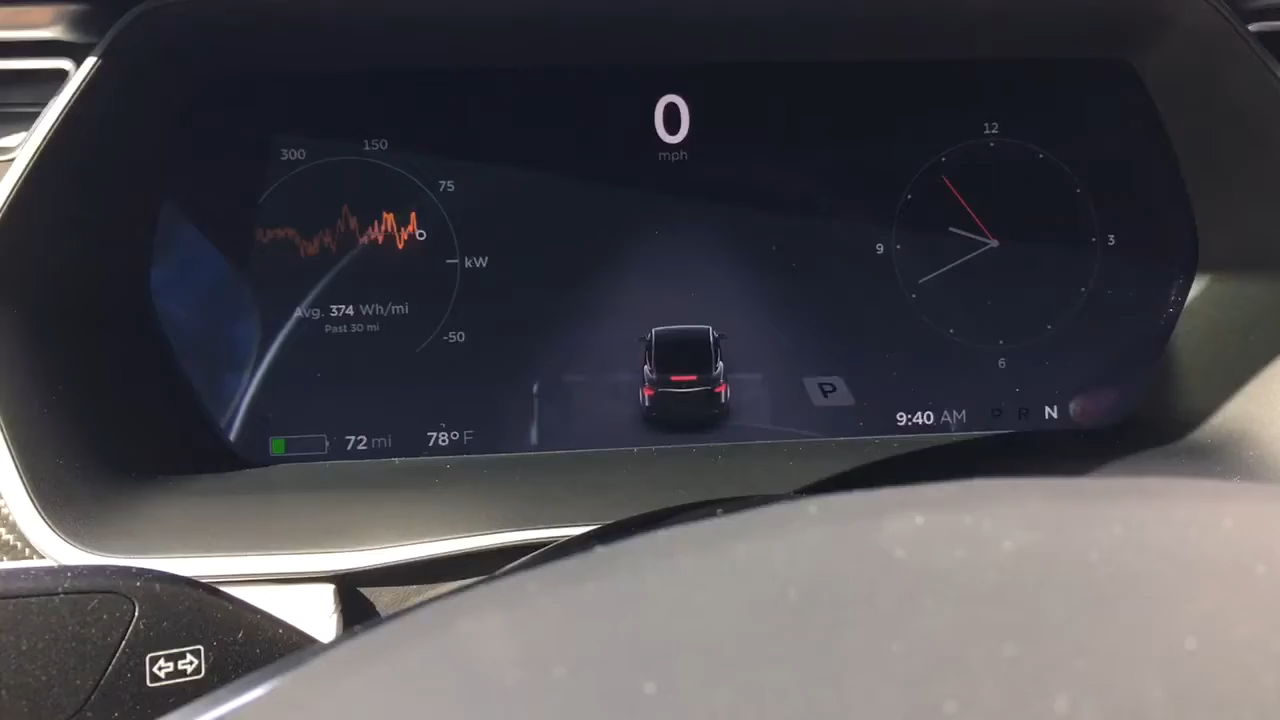 0
mph
300
150
75
kW
-50
Avg. 374 Wh/mi
Past 30 mi
12
3
6
9
P
72 mi
78° F
9:40 AM
P R N